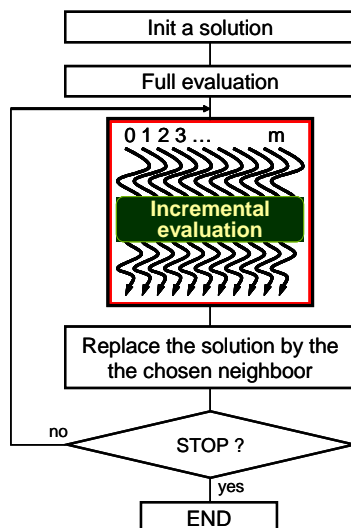 Init a solution
Full evaluation
0 1 2 3 ... m
Incremental
evaluation
Replace the solution by the
the chosen neighboor
no
STOP ?
yes
END